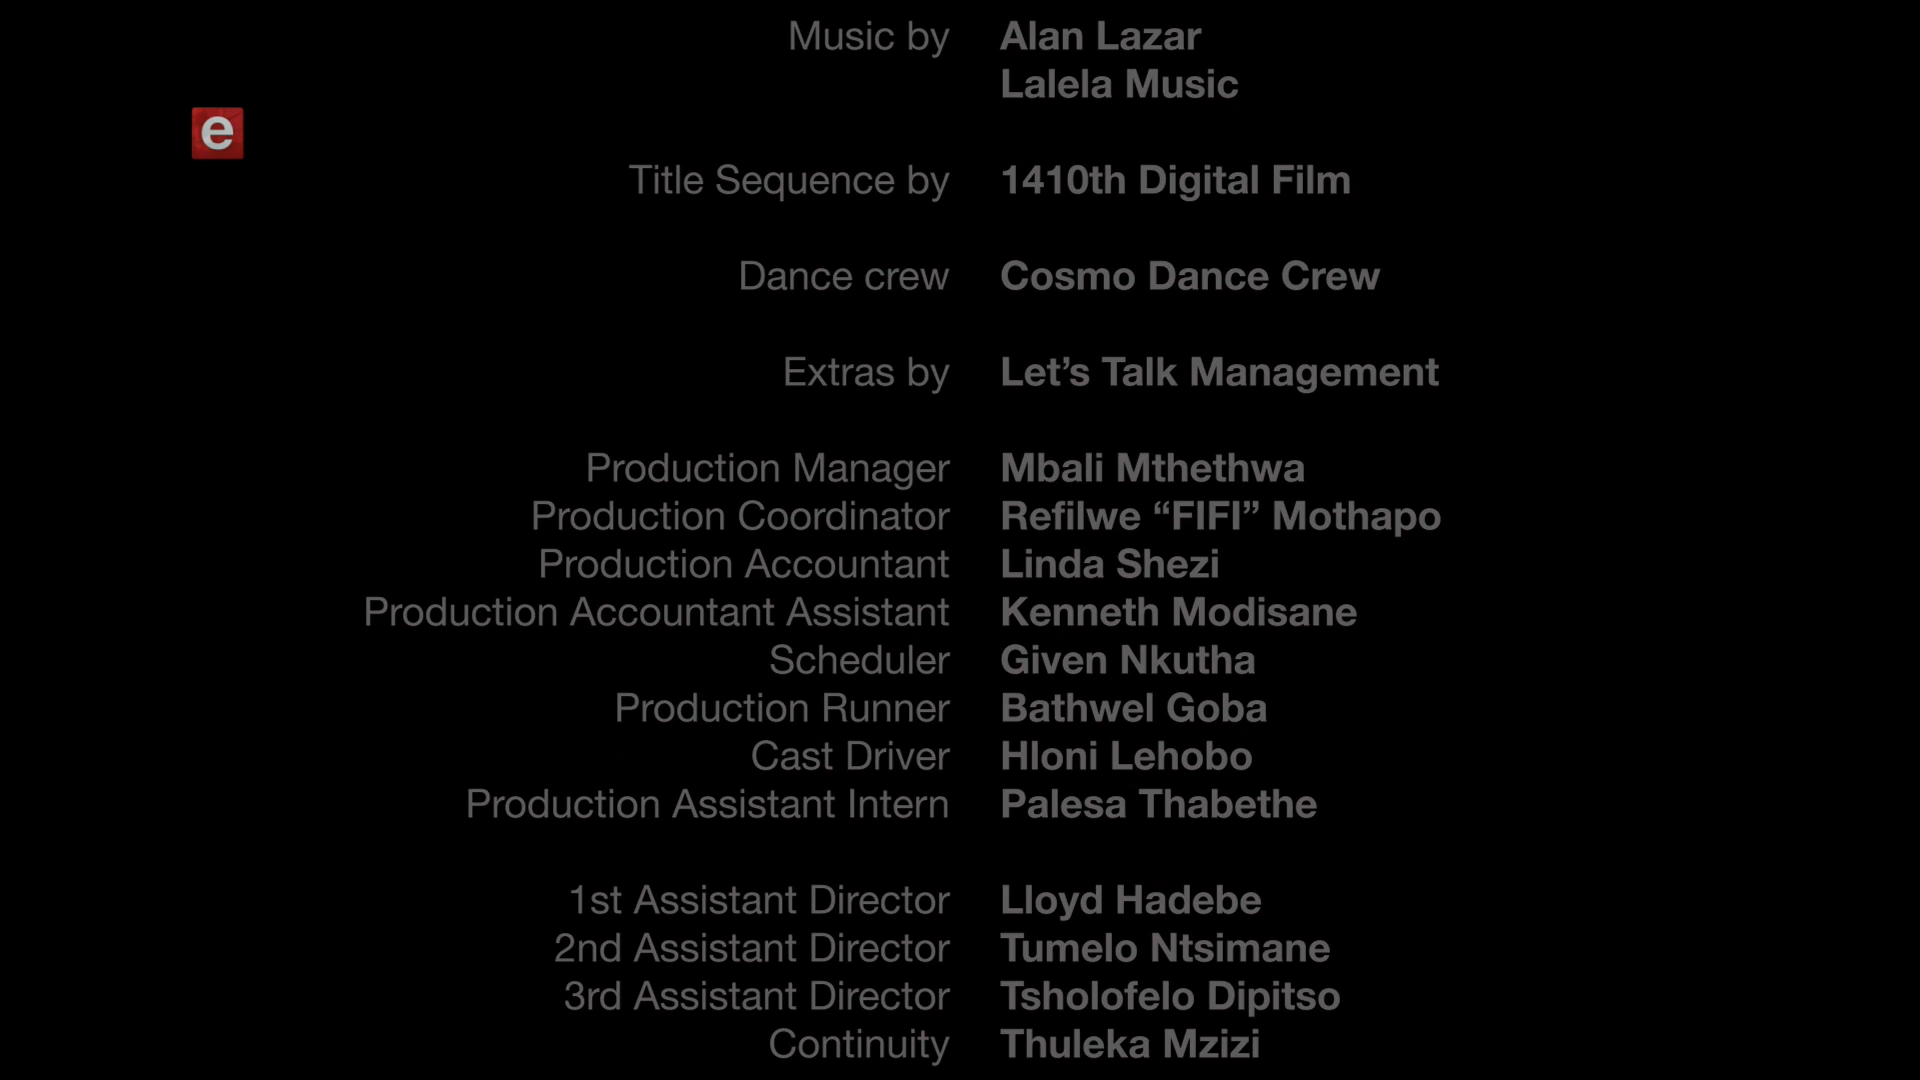 Music by Alan Lazar
Lalela Music
e
Title Sequence by 1410th Digital Film
Dance crew Cosmo Dance Crew
Extras by Let’s Talk Management
Production Manager Mbali Mthethwa
Production Coordinator Refilwe “FIFI” Mothapo
Production Accountant Linda Shezi
Production Accountant Assistant Kenneth Modisane
Scheduler Given Nkutha
Production Runner Bathwel Goba
Cast Driver Hloni Lehobo
Production Assistant Intern Palesa Thabethe
1st Assistant Director Lloyd Hadebe
2nd Assistant Director Tumelo Ntsimane
3rd Assistant Director Tsholofelo Dipitso
Continuity Thuleka Mzizi